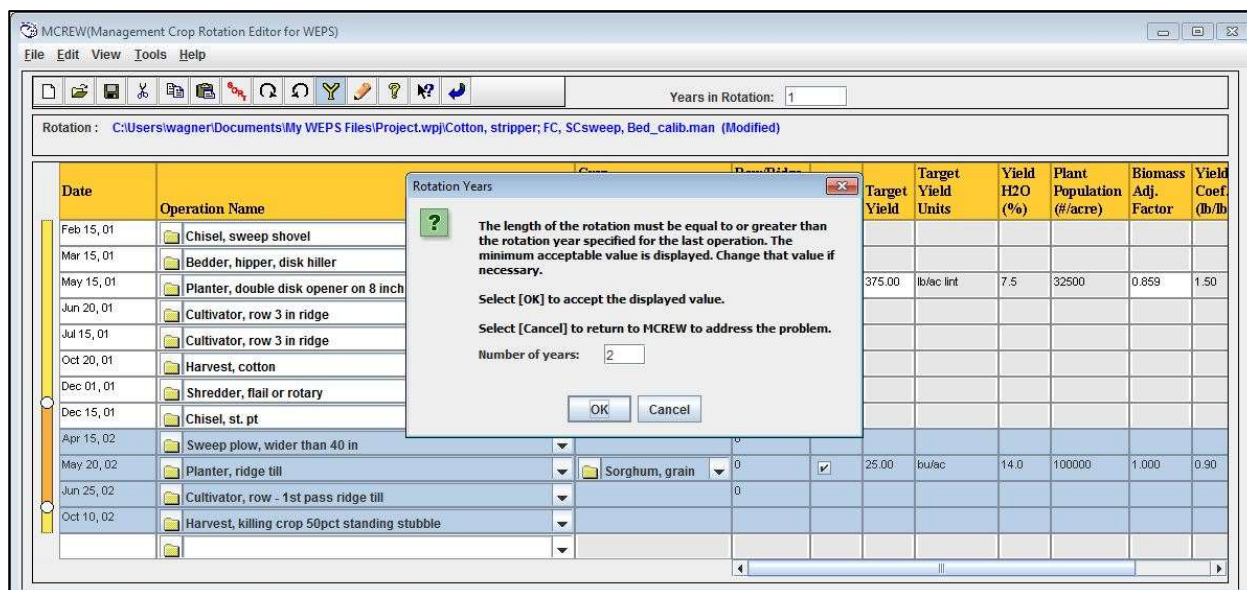 MCREW(Management Crop Rotation Editor for WEPS)
File Edit View Tools Help
Years in Rotation: 1
Rotation : C:\Users\wagner\Documents\My WEPS Files\Project.wpj\Cotton, stripper; FC, SCsweep, Bed_calib.man (Modified)
Date Operation Name Target Yield Target Yield Units Yield H2O (%) Plant Population (#/acre) Biomass Adj. Factor Yield Coef. (lb/lb
Rotation Years
The length of the rotation must be equal to or greater than
the rotation year specified for the last operation. The
minimum acceptable value is displayed. Change that value if
necessary.
Select [OK] to accept the displayed value.
Select [Cancel] to return to MCREW to address the problem.
Number of years: 2
OK Cancel
Feb 15, 01 Chisel, sweep shovel
Mar 15, 01 Bedder, hipper, disk hiller
May 15, 01 Planter, double disk opener on 8 inch 375.00 lb/ac lint 7.5 32500 0.859 1.50
Jun 20, 01 Cultivator, row 3 in ridge
Jul 15, 01 Cultivator, row 3 in ridge
Oct 20, 01 Harvest, cotton
Dec 01, 01 Shredder, flail or rotary
Dec 15, 01 Chisel, st. pt
Apr 15, 02 Sweep plow, wider than 40 in 0
May 20, 02 Planter, ridge till Sorghum, grain 0 25.00 bu/ac 14.0 100000 1.000 0.90
Jun 25, 02 Cultivator, row - 1st pass ridge till 0
Oct 10, 02 Harvest, killing crop 50pct standing stubble